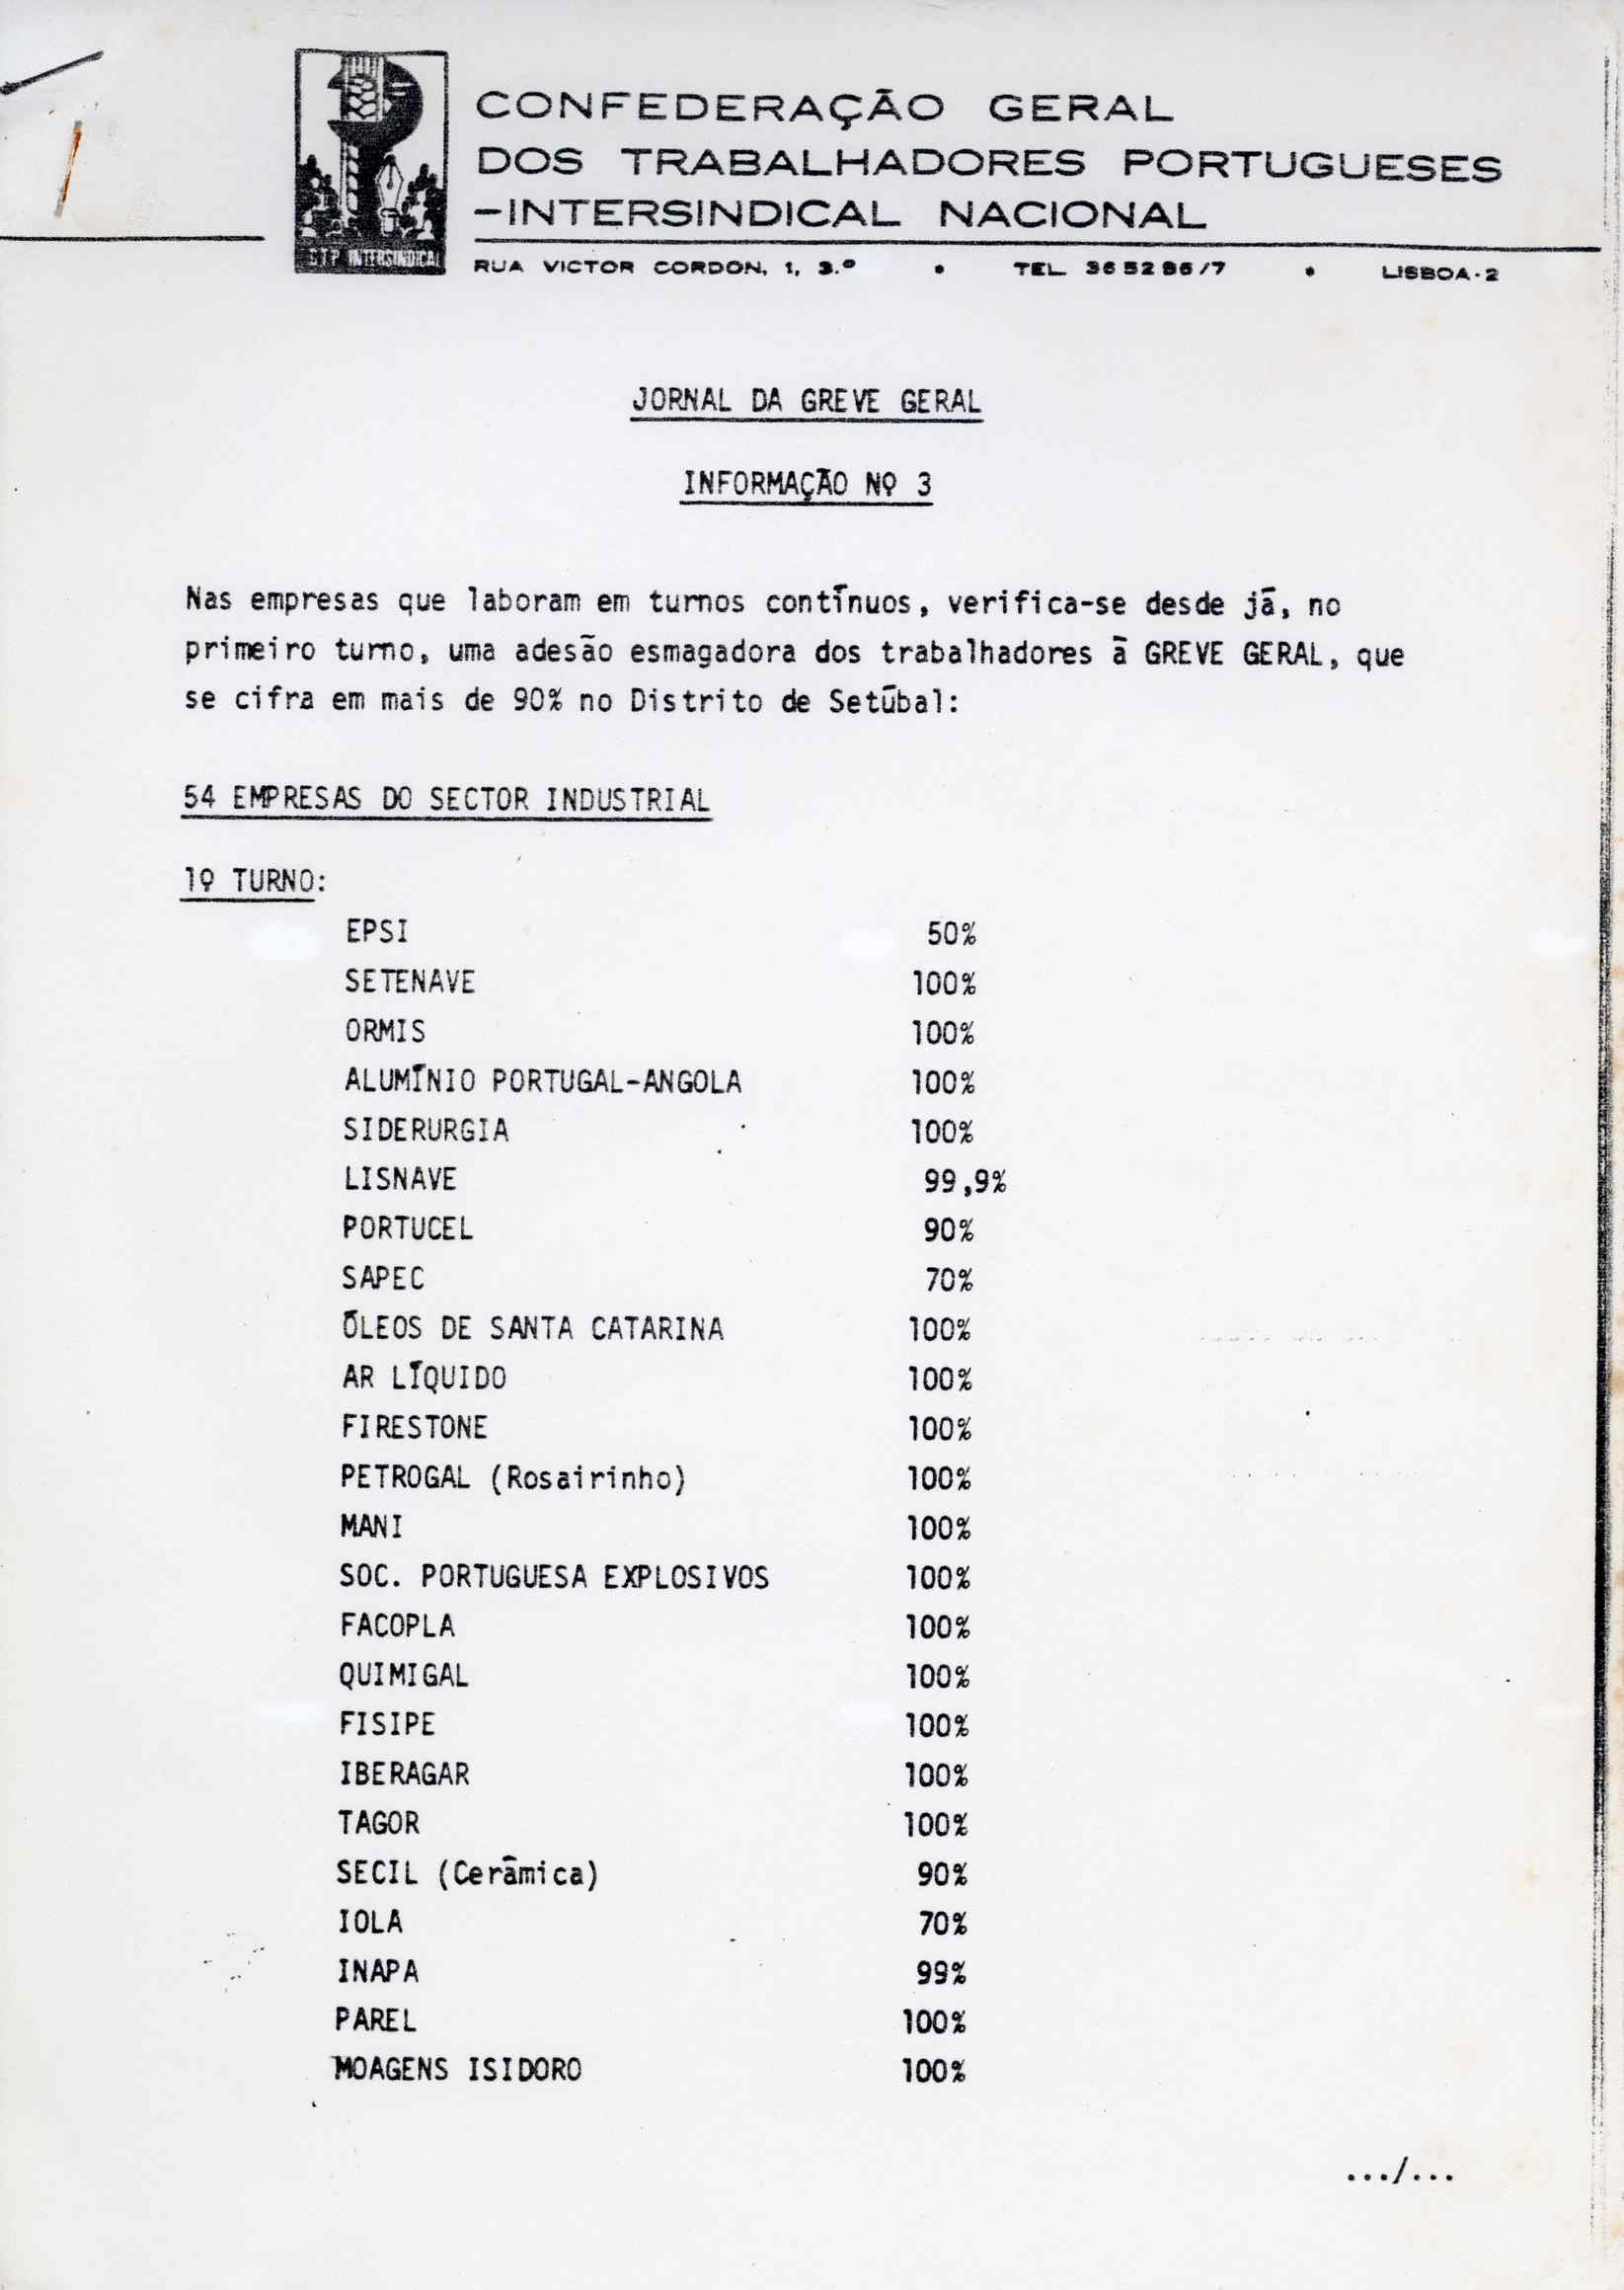 CONFEDERAÇÃO GERAL
DOS TRABALHADORES PORTUGUESES
-INTERSINDICAL NACIONAL
INTERSINDICAL
RUA VICTOR CORDON, 1, 3.º • TEL. 36 52 86/7 • LISBOA-2
JORNAL DA GREVE GERAL
INFORMAÇÃO Nº 3
Nas empresas que laboram em turnos contínuos, verifica-se desde já, no
primeiro turno, uma adesão esmagadora dos trabalhadores à GREVE GERAL, que
se cifra em mais de 90% no Distrito de Setúbal:
54 EMPRESAS DO SECTOR INDUSTRIAL
1º TURNO:
EPSI 50%
SETENAVE 100%
ORMIS 100%
ALUMÍNIO PORTUGAL-ANGOLA 100%
SIDERURGIA 100%
LISNAVE 99,9%
PORTUCEL 90%
SAPEC 70%
ÓLEOS DE SANTA CATARINA 100%
AR LÍQUIDO 100%
FIRESTONE 100%
PETROGAL (Rosairinho) 100%
MANI 100%
SOC. PORTUGUESA EXPLOSIVOS 100%
FACOPLA 100%
QUIMIGAL 100%
FISIPE 100%
IBERAGAR 100%
TAGOR 100%
SECIL (Cerâmica) 90%
IOLA 70%
INAPA 99%
PAREL 100%
MOAGENS ISIDORO 100%
.../...